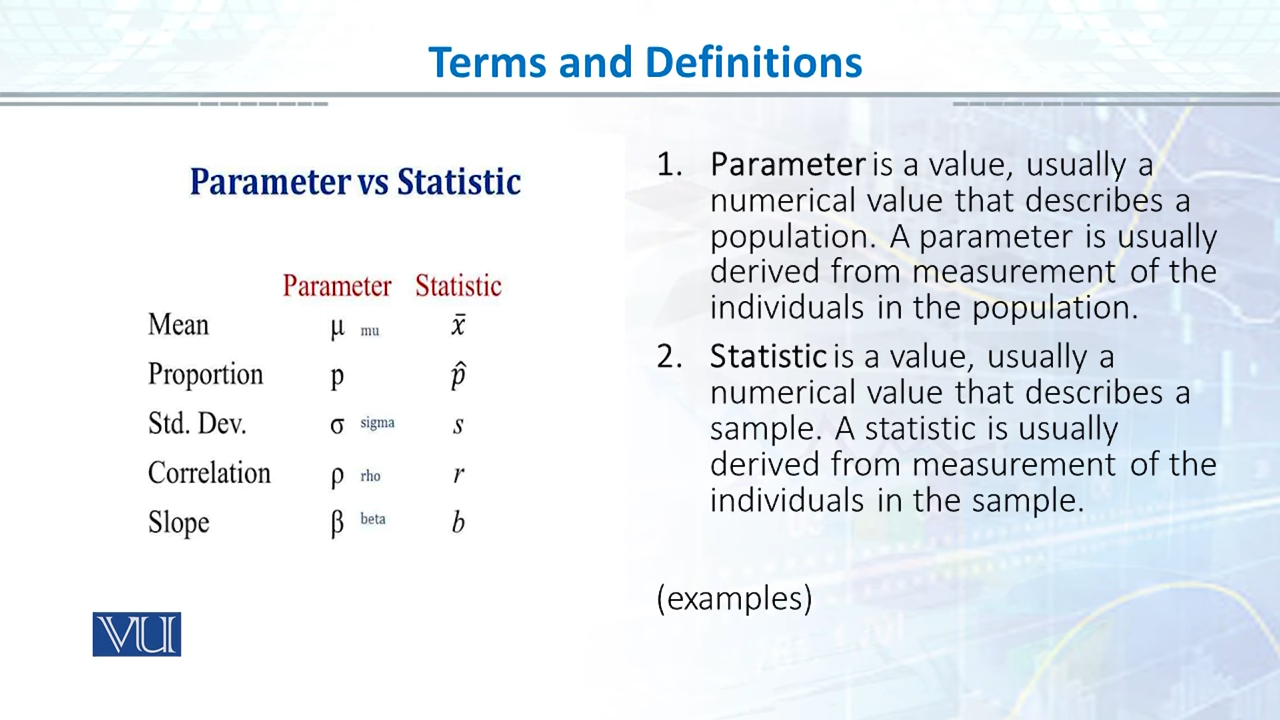 Terms and Definitions
Parameter vs Statistic
Parameter Statistic
Mean μ mu x̄
Proportion p p̂
Std. Dev. σ sigma s
Correlation ρ rho r
Slope β beta b
VU
1. Parameter is a value, usually a
numerical value that describes a
population. A parameter is usually
derived from measurement of the
individuals in the population.
2. Statistic is a value, usually a
numerical value that describes a
sample. A statistic is usually
derived from measurement of the
individuals in the sample.
(examples)